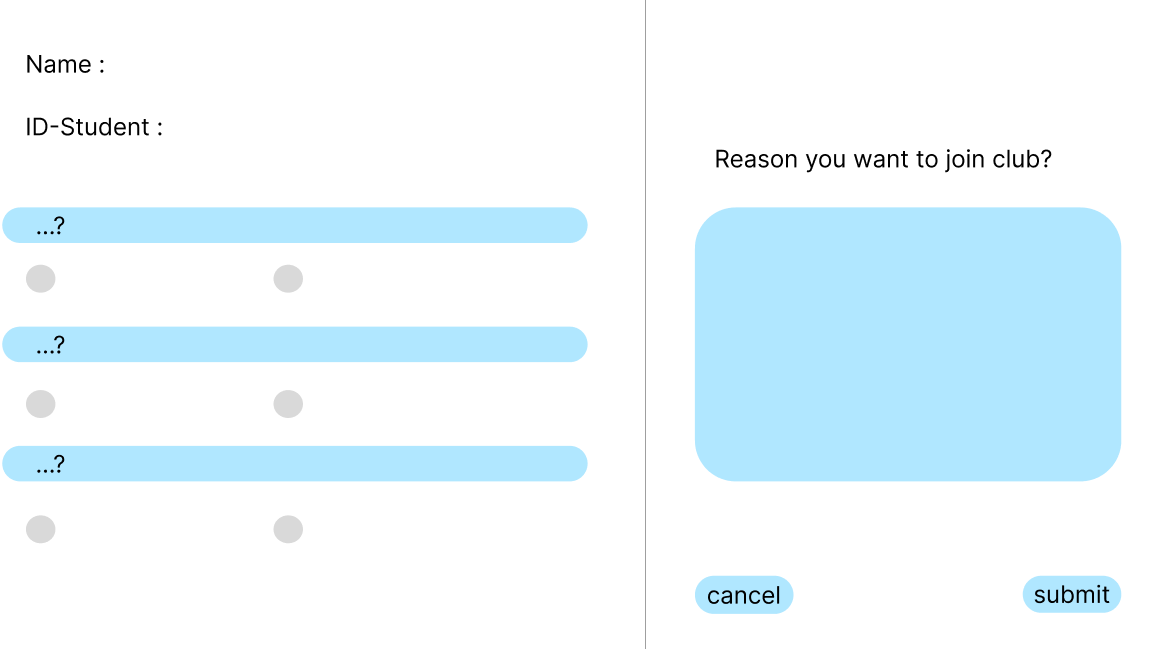 Name :
ID-Student :
...?
...?
...?
Reason you want to join club?
cancel
submit